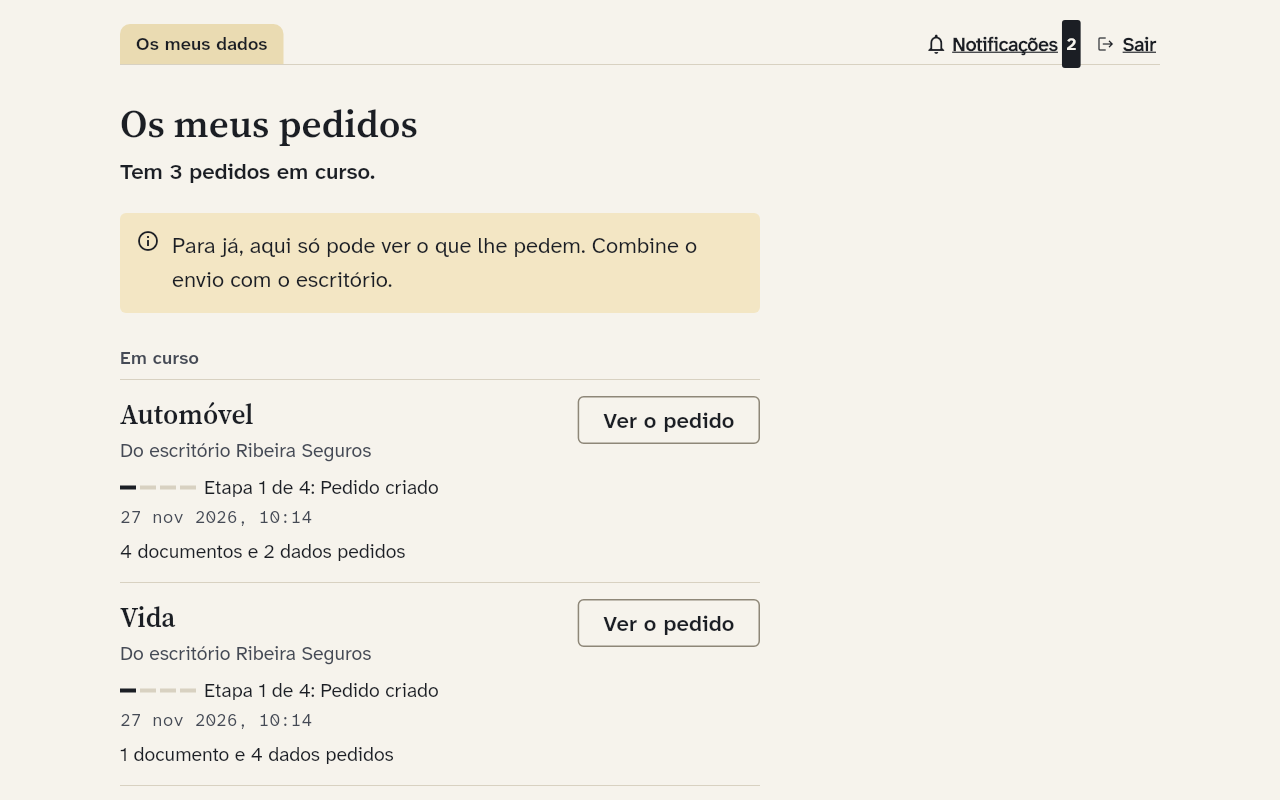 Os meus dados
Notificações 2 Sair
Os meus pedidos
Tem 3 pedidos em curso.
Para já, aqui só pode ver o que lhe pedem. Combine o
envio com o escritório.
Em curso
Automóvel
Ver o pedido
Do escritório Ribeira Seguros
Etapa 1 de 4: Pedido criado
27 nov 2026, 10:14
4 documentos e 2 dados pedidos
Vida
Ver o pedido
Do escritório Ribeira Seguros
Etapa 1 de 4: Pedido criado
27 nov 2026, 10:14
1 documento e 4 dados pedidos